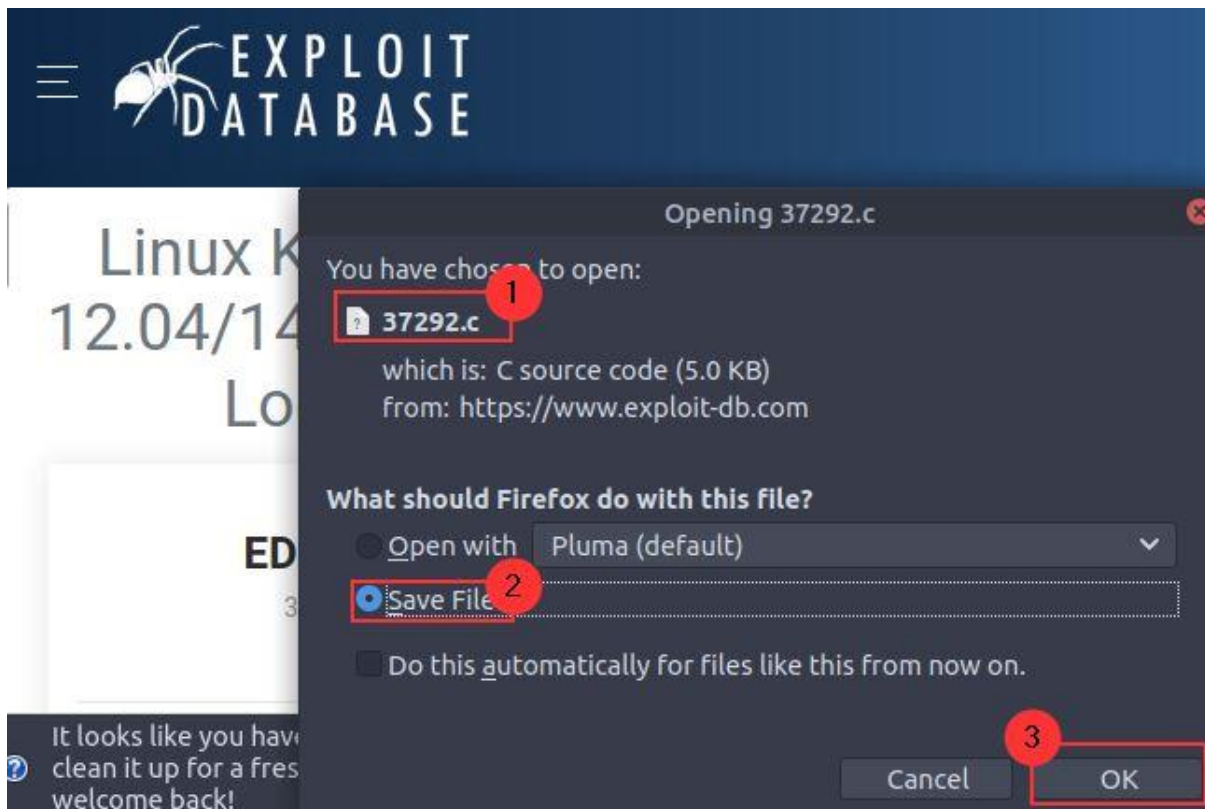 EXPLOIT
DATABASE
Linux K
12.04/14
Lo
ED
3
Opening 37292.c
You have chosen to open:
1
37292.c
which is: C source code (5.0 KB)
from: https://www.exploit-db.com
What should Firefox do with this file?
Open with Pluma (default)
Save File
2
Do this automatically for files like this from now on.
3
Cancel OK
It looks like you have
clean it up for a fres
welcome back!